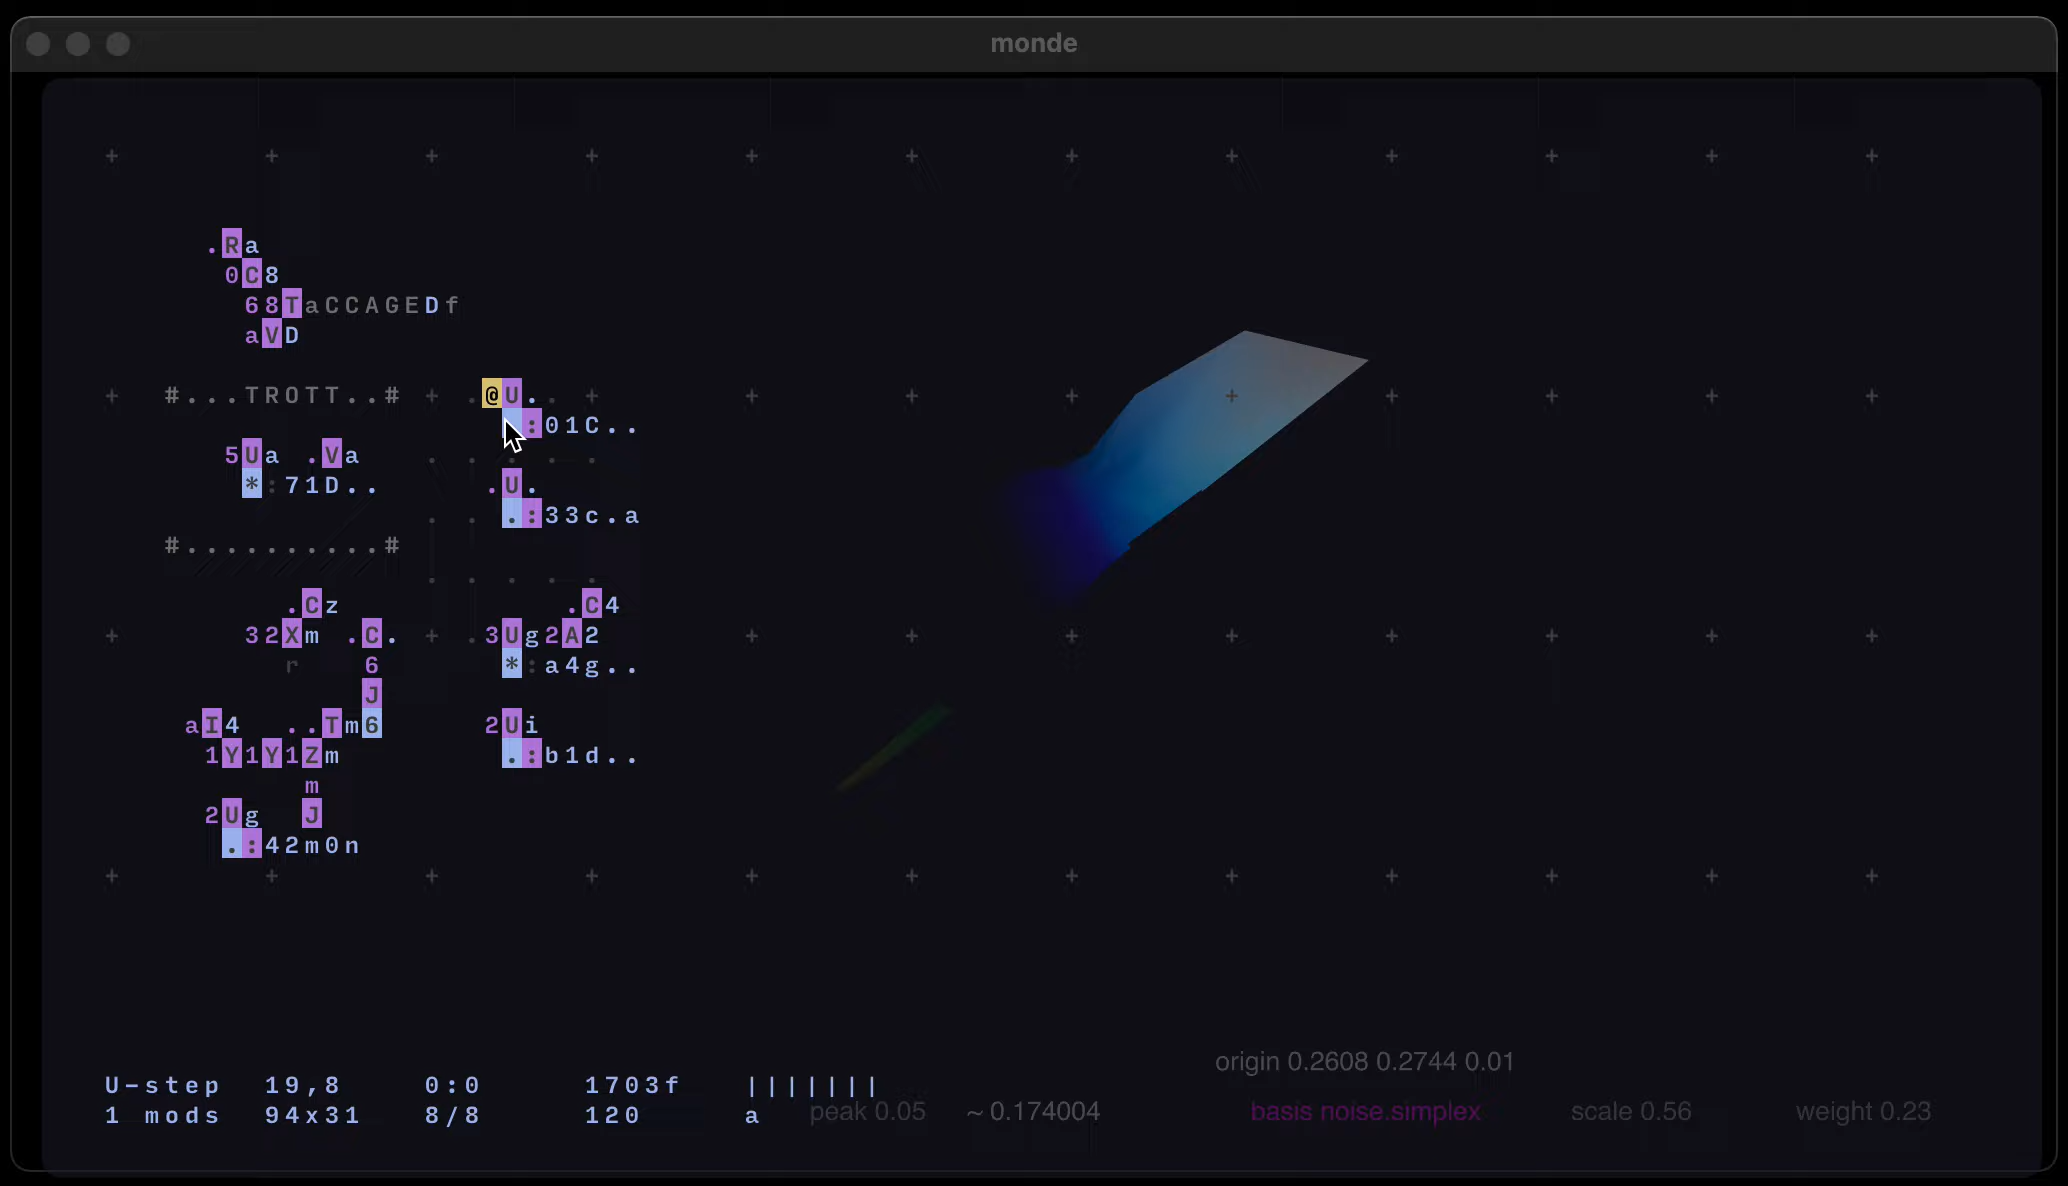 monde
.Ra
0C8
68TaCCAGEDf
aVD
#...TROTT..# + .@U.. +
:01C..
5Ua .Va
*:71D..
.U.
.:33c.a
#..........#
.Cz .C4
32Xm .C. + .3Ug2A2
r 6 *:a4g..
J
aI4 ..Tm6 2Ui
1Y1Y1Zm .:b1d..
m
2Ug J
.:42m0n
origin 0.2608 0.2744 0.01
U-step 19,8 0:0 1703f |||||||
1 mods 94x31 8/8 120 a peak 0.05 ~ 0.174004 basis noise.simplex scale 0.56 weight 0.23